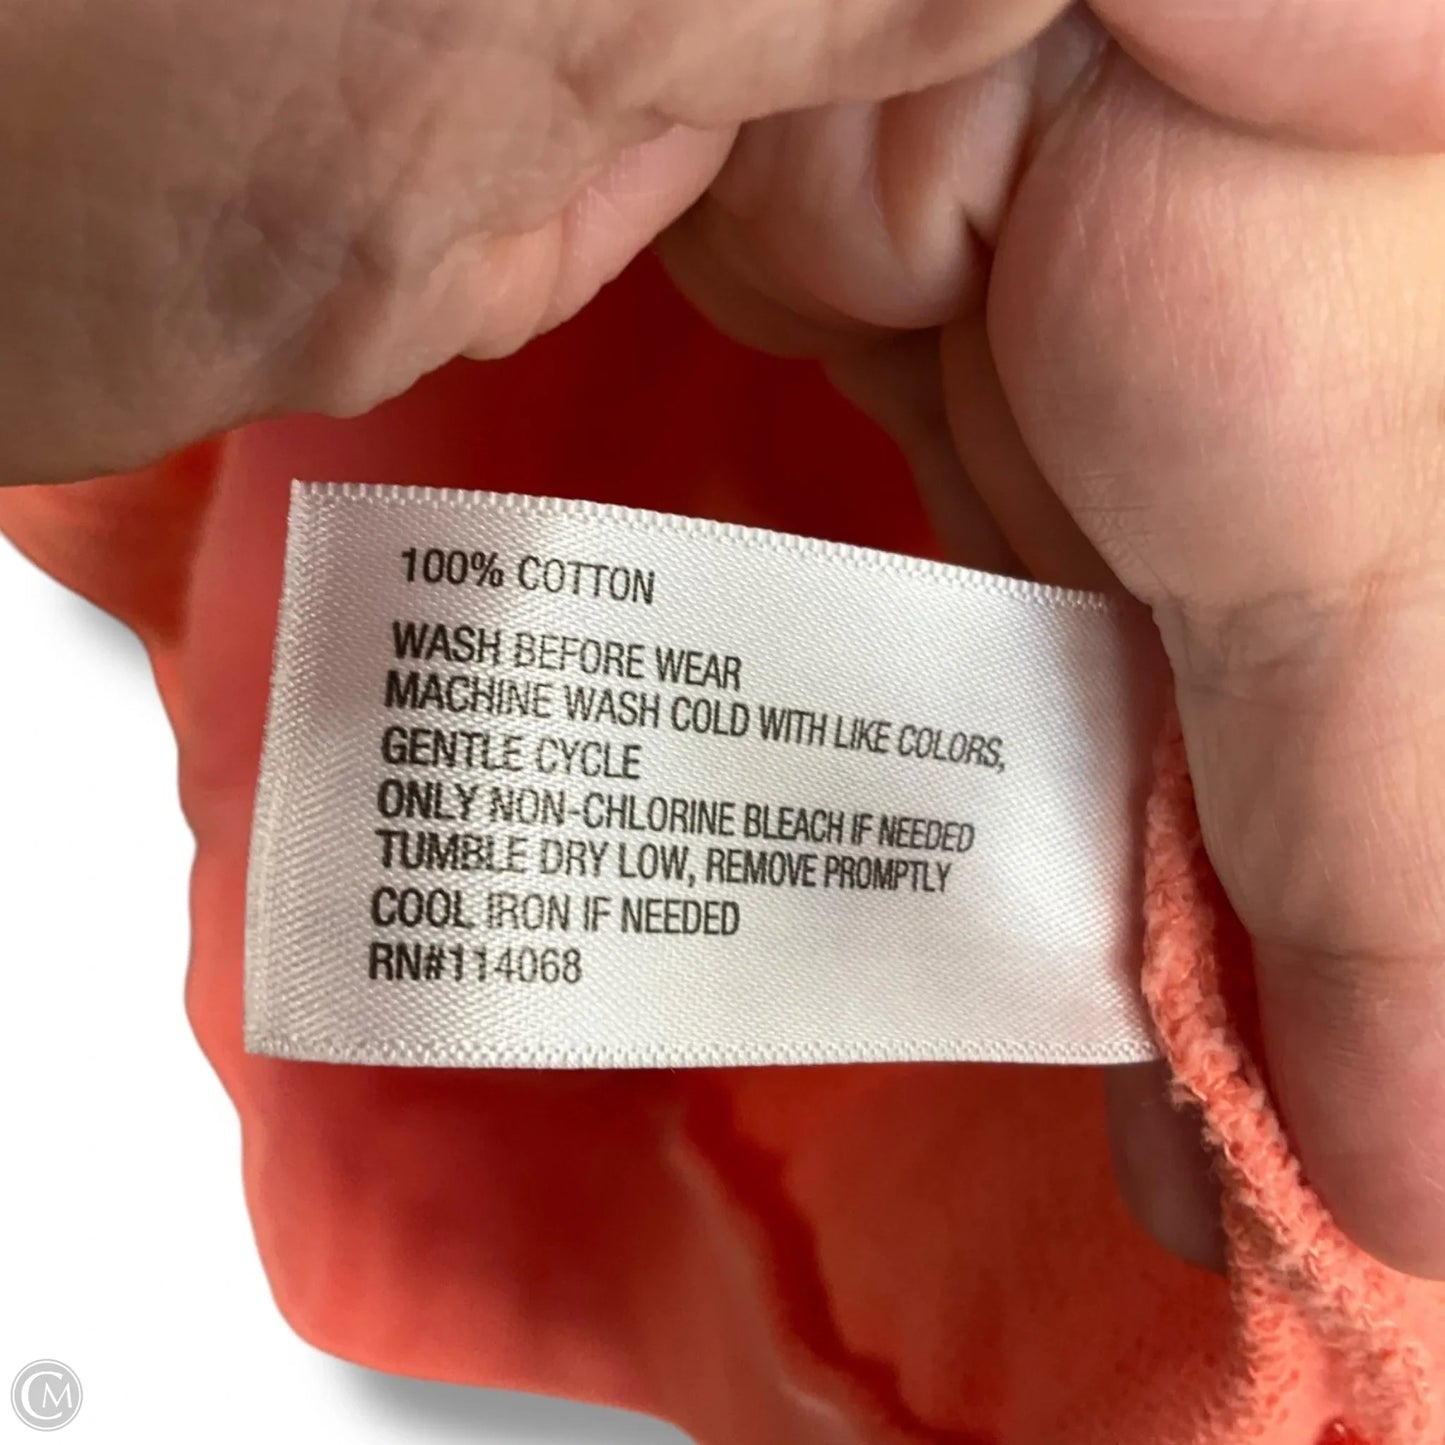 100% COTTON
WASH BEFORE WEAR
MACHINE WASH COLD WITH LIKE COLORS,
GENTLE CYCLE
ONLY NON-CHLORINE BLEACH IF NEEDED
TUMBLE DRY LOW, REMOVE PROMPTLY
COOL IRON IF NEEDED
RN#114068
CM